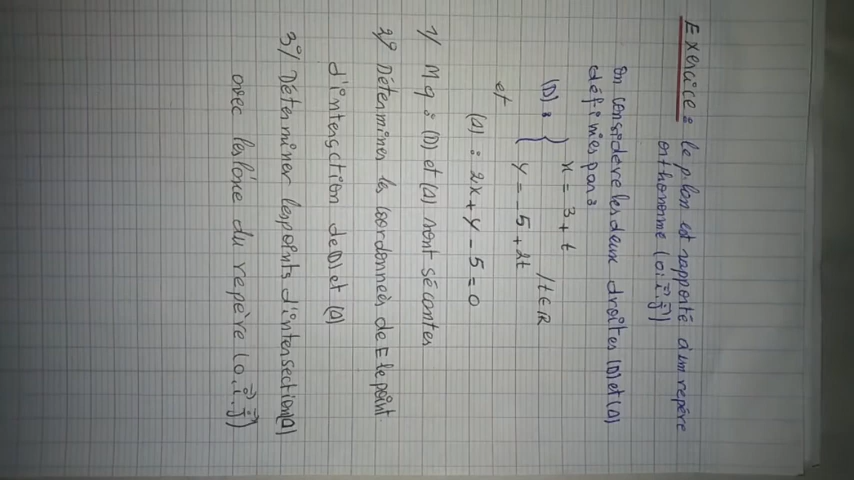 Exercice : le plan est rapporté à un repère
orthonormé (o, i⃗, j⃗)
on considère les deux droites (D) et (Δ)
définies par :
(D) : { x = 3 + t
{ y = -5 + 2t / t ∈ ℝ
et
(Δ) : 2x + y - 5 = 0
1/ Mq : (D) et (Δ) sont sécantes
2°/ Déterminer les coordonnées de E le point
d'intersction de (D) et (Δ)
3°/ Déterminer les points d'intersection (Δ)
avec les l'oxe du repère (o, i⃗, j⃗)